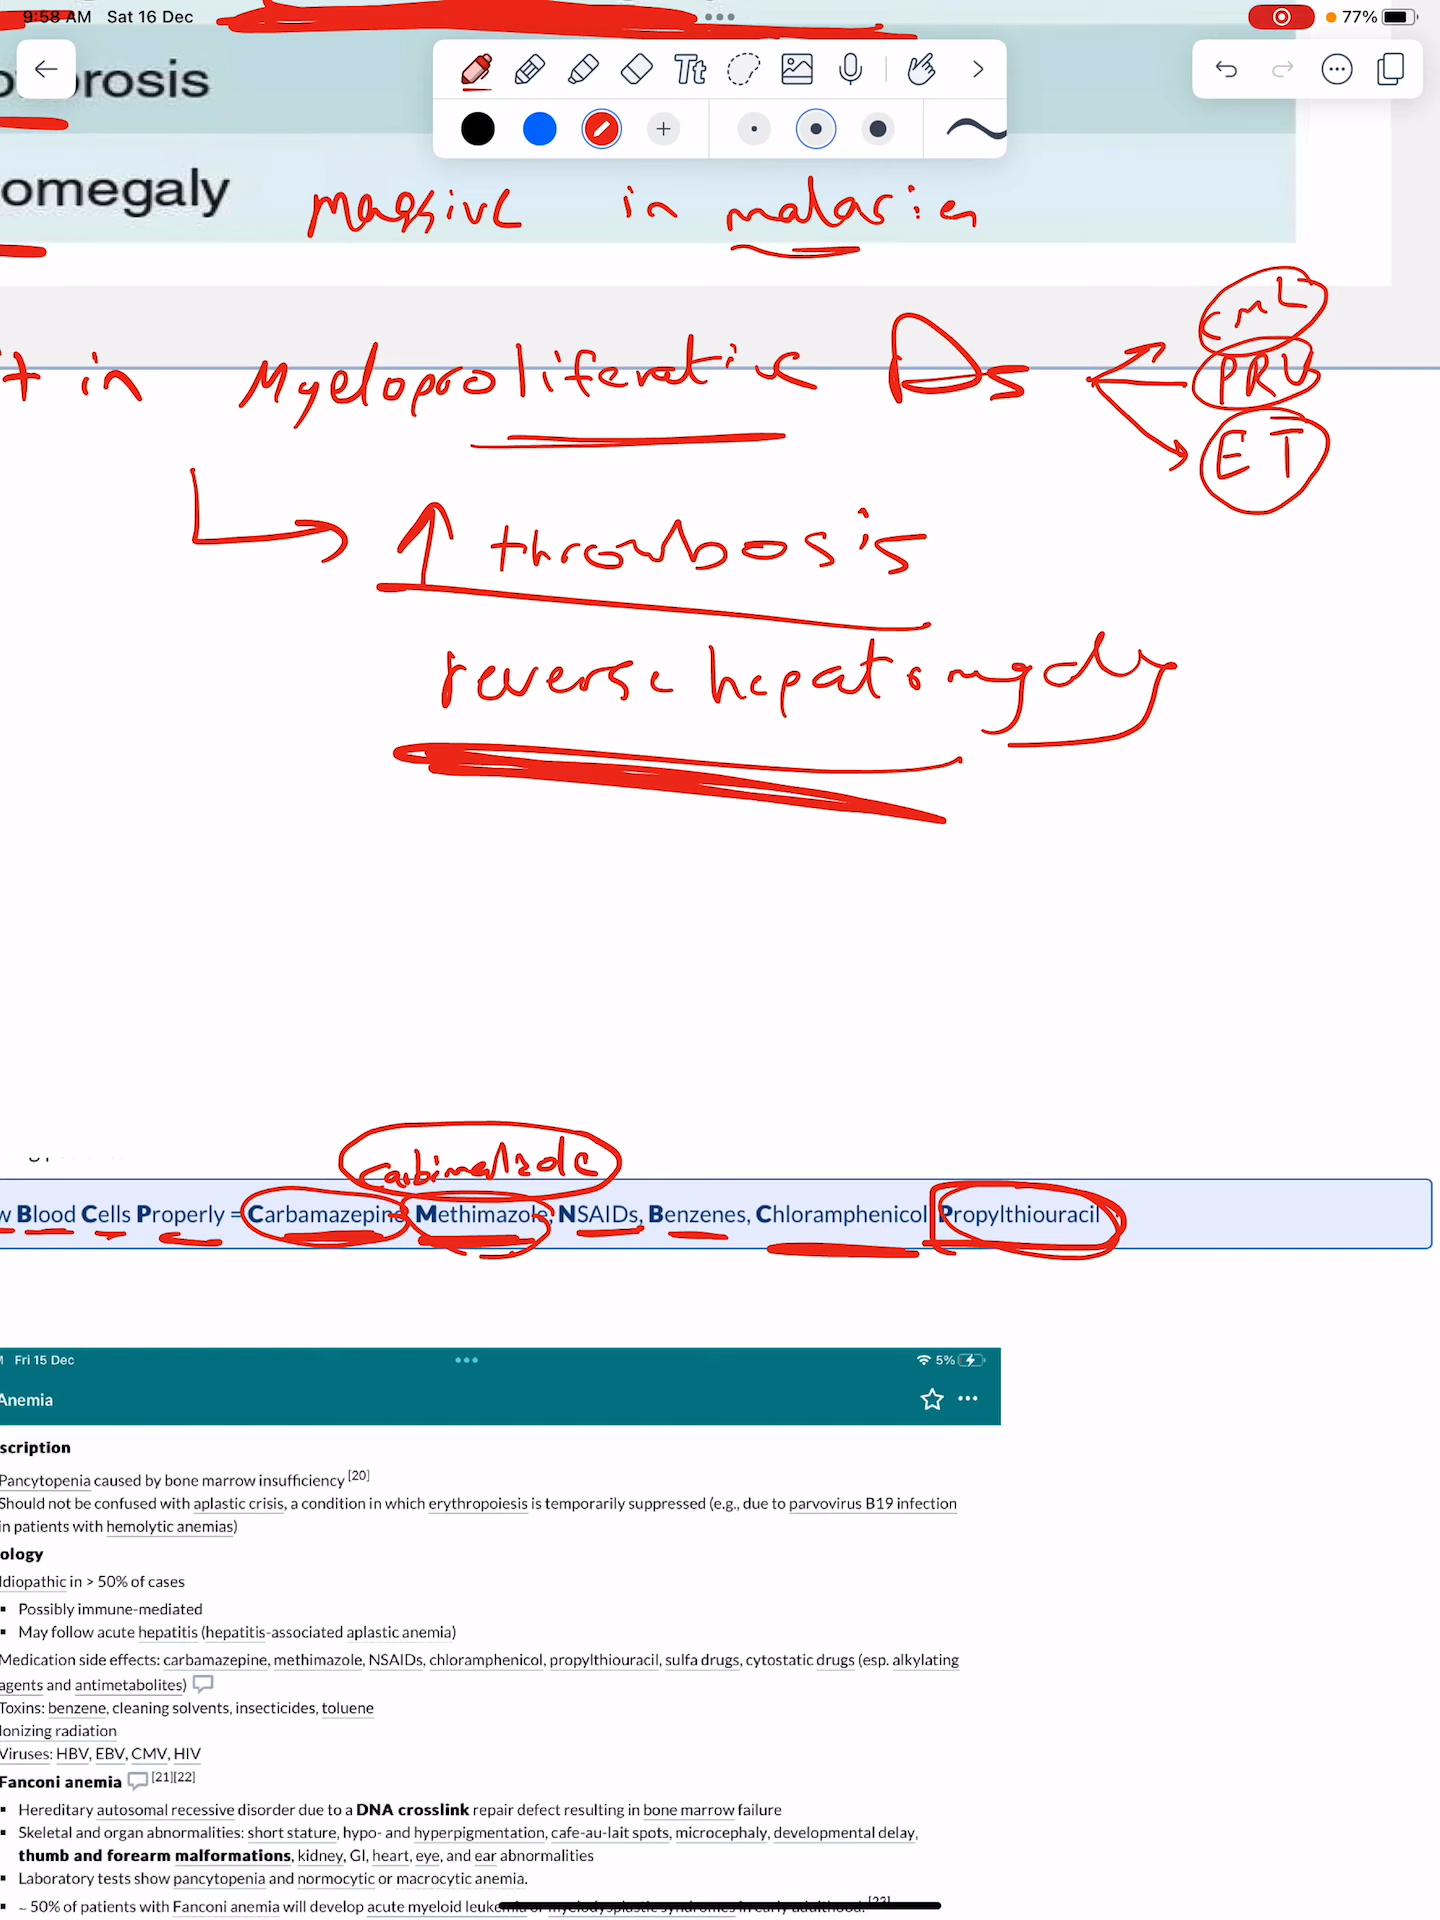 9:58 AM Sat 16 Dec
77%
Tt
omegaly
massive in malaria
in Myeloproliferative Ds
CML
PRV
ET
↑ thrombosis
reverse hepatomegaly
carbimazole
w Blood Cells Properly = Carbamazepine, Methimazole, NSAIDs, Benzenes, Chloramphenicol, Propylthiouracil
Fri 15 Dec
5%
Anemia
scription
Pancytopenia caused by bone marrow insufficiency [20]
Should not be confused with aplastic crisis, a condition in which erythropoiesis is temporarily suppressed (e.g., due to parvovirus B19 infection
in patients with hemolytic anemias)
ology
Idiopathic in > 50% of cases
▪ Possibly immune-mediated
▪ May follow acute hepatitis (hepatitis-associated aplastic anemia)
Medication side effects: carbamazepine, methimazole, NSAIDs, chloramphenicol, propylthiouracil, sulfa drugs, cytostatic drugs (esp. alkylating
agents and antimetabolites)
Toxins: benzene, cleaning solvents, insecticides, toluene
Ionizing radiation
Viruses: HBV, EBV, CMV, HIV
Fanconi anemia [21][22]
▪ Hereditary autosomal recessive disorder due to a DNA crosslink repair defect resulting in bone marrow failure
▪ Skeletal and organ abnormalities: short stature, hypo- and hyperpigmentation, cafe-au-lait spots, microcephaly, developmental delay,
thumb and forearm malformations, kidney, GI, heart, eye, and ear abnormalities
▪ Laboratory tests show pancytopenia and normocytic or macrocytic anemia.
▪ ~ 50% of patients with Fanconi anemia will develop acute myeloid leukemia or myelodysplastic syndromes in early adulthood. [23]